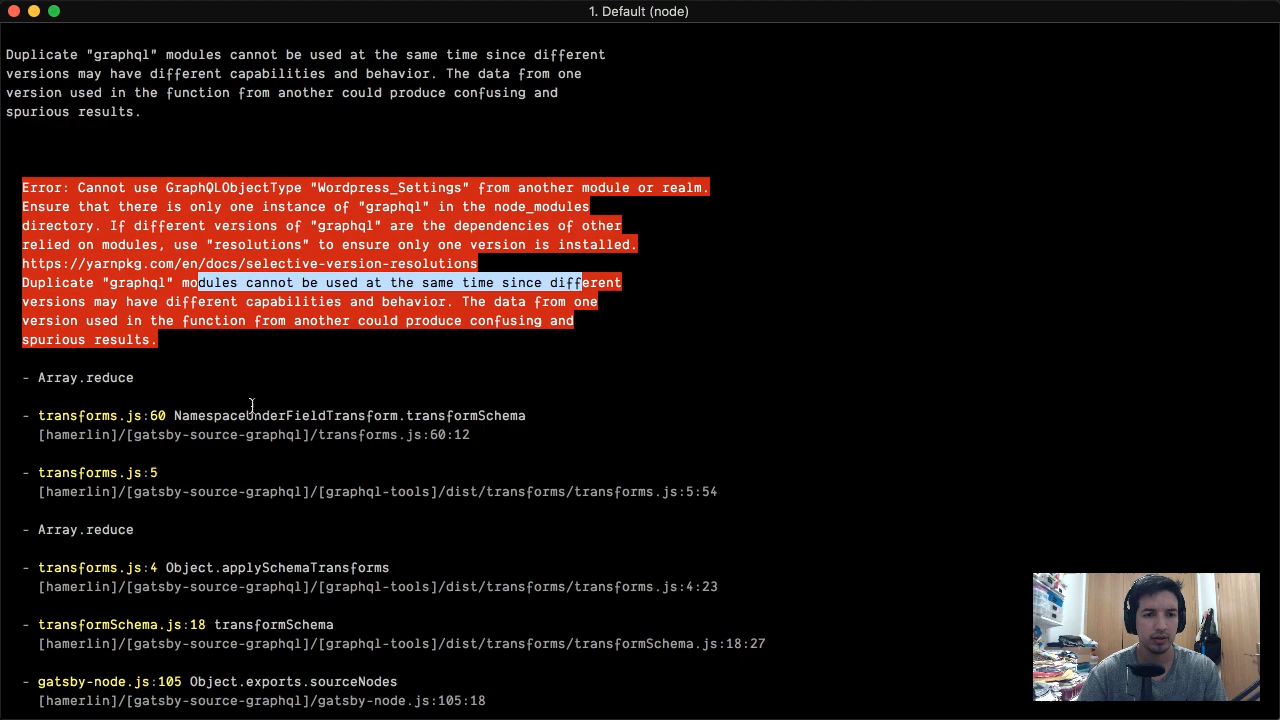 1. Default (node)
Duplicate "graphql" modules cannot be used at the same time since different
versions may have different capabilities and behavior. The data from one
version used in the function from another could produce confusing and
spurious results.
Error: Cannot use GraphQLObjectType "Wordpress_Settings" from another module or realm.
Ensure that there is only one instance of "graphql" in the node_modules
directory. If different versions of "graphql" are the dependencies of other
relied on modules, use "resolutions" to ensure only one version is installed.
https://yarnpkg.com/en/docs/selective-version-resolutions
Duplicate "graphql" modules cannot be used at the same time since different
versions may have different capabilities and behavior. The data from one
version used in the function from another could produce confusing and
spurious results.
- Array.reduce
- transforms.js:60 NamespaceUnderFieldTransform.transformSchema
[hamerlin]/[gatsby-source-graphql]/transforms.js:60:12
- transforms.js:5
[hamerlin]/[gatsby-source-graphql]/[graphql-tools]/dist/transforms/transforms.js:5:54
- Array.reduce
- transforms.js:4 Object.applySchemaTransforms
[hamerlin]/[gatsby-source-graphql]/[graphql-tools]/dist/transforms/transforms.js:4:23
- transformSchema.js:18 transformSchema
[hamerlin]/[gatsby-source-graphql]/[graphql-tools]/dist/transforms/transformSchema.js:18:27
- gatsby-node.js:105 Object.exports.sourceNodes
[hamerlin]/[gatsby-source-graphql]/gatsby-node.js:105:18